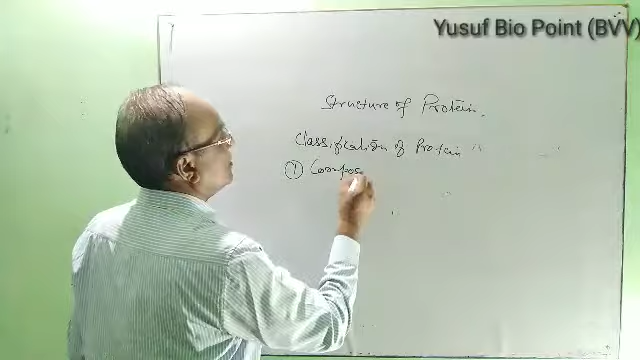 Yusuf Bio Point (BVV)
Structure of Protein.
Classification of Protein :-
① Compos